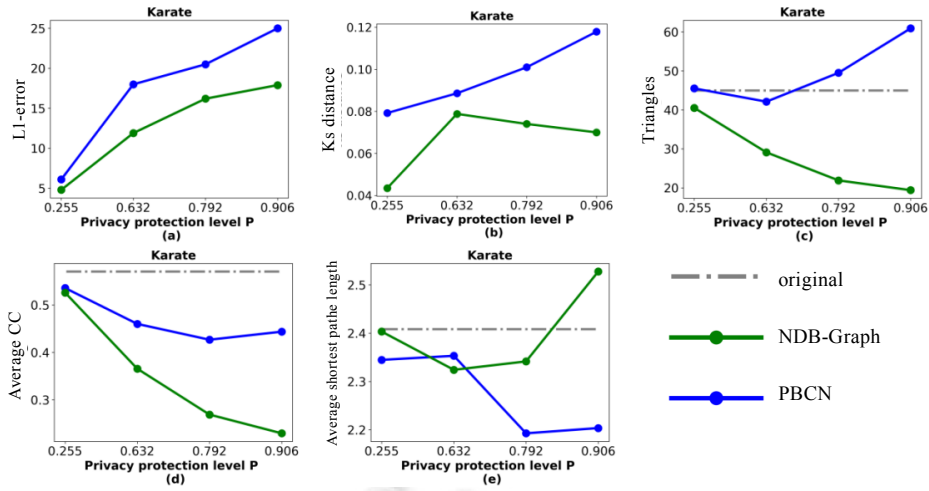 Karate
L1-error
25
20
15
10
5
0.255 0.632 0.792 0.906
Privacy protection level P
(a)
Karate
Ks distance
0.12
0.10
0.08
0.06
0.04
0.255 0.632 0.792 0.906
Privacy protection level P
(b)
Karate
Triangles
60
50
40
30
20
0.255 0.632 0.792 0.906
Privacy protection level P
(c)
Karate
Average CC
0.5
0.4
0.3
0.255 0.632 0.792 0.906
Privacy protection level P
(d)
Karate
Average shortest pathe length
2.5
2.4
2.3
2.2
0.255 0.632 0.792 0.906
Privacy protection level P
(e)
original
NDB-Graph
PBCN